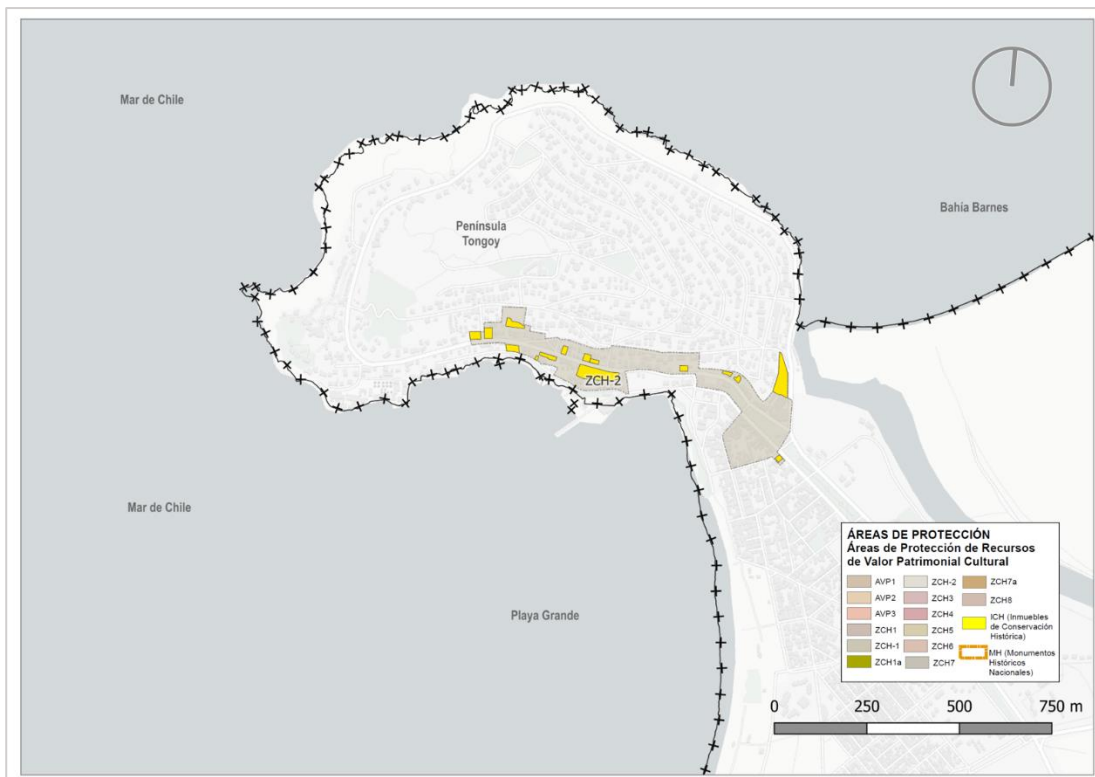 Mar de Chile
Bahía Barnes
Península
Tongoy
ZCH-2
Mar de Chile
Playa Grande
ÁREAS DE PROTECCIÓN
Áreas de Protección de Recursos
de Valor Patrimonial Cultural
AVP1
AVP2
AVP3
ZCH1
ZCH-1
ZCH1a
ZCH-2
ZCH3
ZCH4
ZCH5
ZCH6
ZCH7
ZCH7a
ZCH8
ICH (Inmuebles
de Conservación
Histórica)
MH (Monumentos
Históricos
Nacionales)
0 250 500 750 m